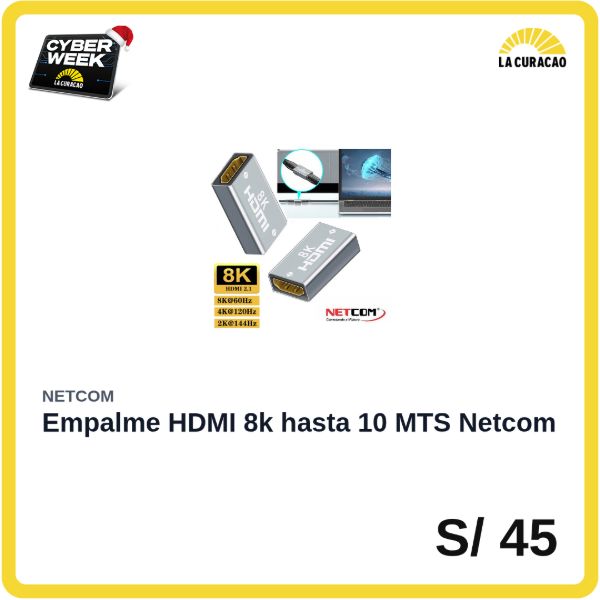 CYBER
WEEK
LA CURACAO
LA CURACAO
8K
HDMI
8K
HDMI
8K
HDMI 2.1
8K@60Hz
4K@120Hz
2K@144Hz
NETCOM
NETCOM
Empalme HDMI 8k hasta 10 MTS Netcom
S/ 45